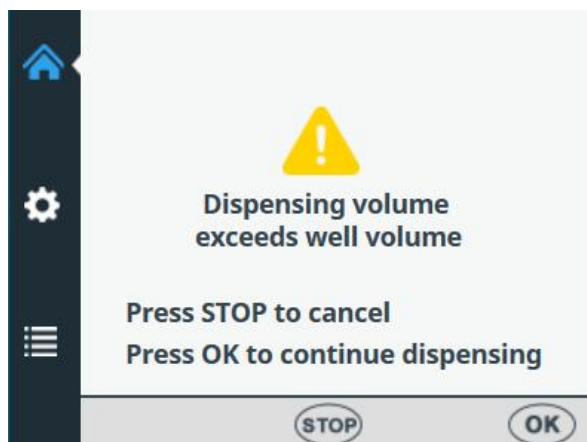 Dispensing volume
exceeds well volume
Press STOP to cancel
Press OK to continue dispensing
STOP OK